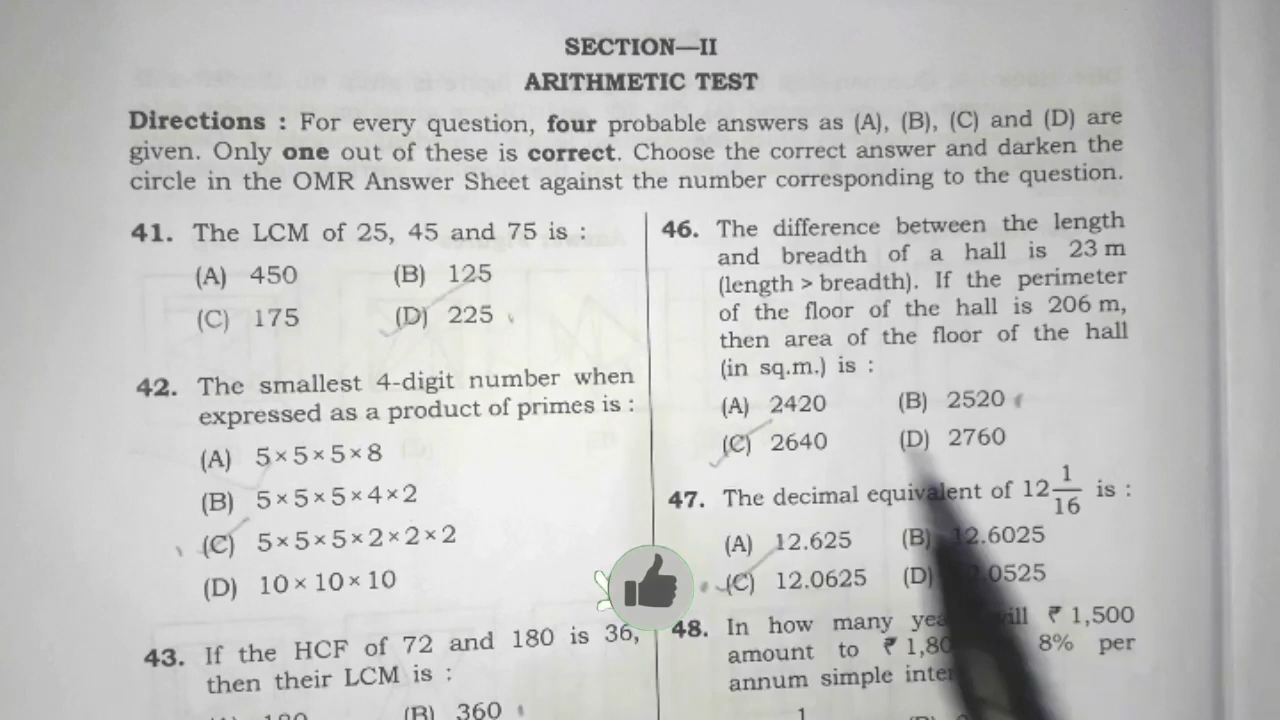 SECTION—II
ARITHMETIC TEST
Directions : For every question, four probable answers as (A), (B), (C) and (D) are
given. Only one out of these is correct. Choose the correct answer and darken the
circle in the OMR Answer Sheet against the number corresponding to the question.
41. The LCM of 25, 45 and 75 is :
(A) 450 (B) 125
(C) 175 (D) 225
42. The smallest 4-digit number when
expressed as a product of primes is :
(A) 5×5×5×8
(B) 5×5×5×4×2
(C) 5×5×5×2×2×2
(D) 10×10×10
43. If the HCF of 72 and 180 is 36,
then their LCM is :
(B) 360
46. The difference between the length
and breadth of a hall is 23 m
(length > breadth). If the perimeter
of the floor of the hall is 206 m,
then area of the floor of the hall
(in sq.m.) is :
(A) 2420 (B) 2520
(C) 2640 (D) 2760
47. The decimal equivalent of 12 1/16 is :
(A) 12.625 (B) 12.6025
(C) 12.0625 (D)
48. In how many ₹ 1,500
amount to 8% per
annum simple